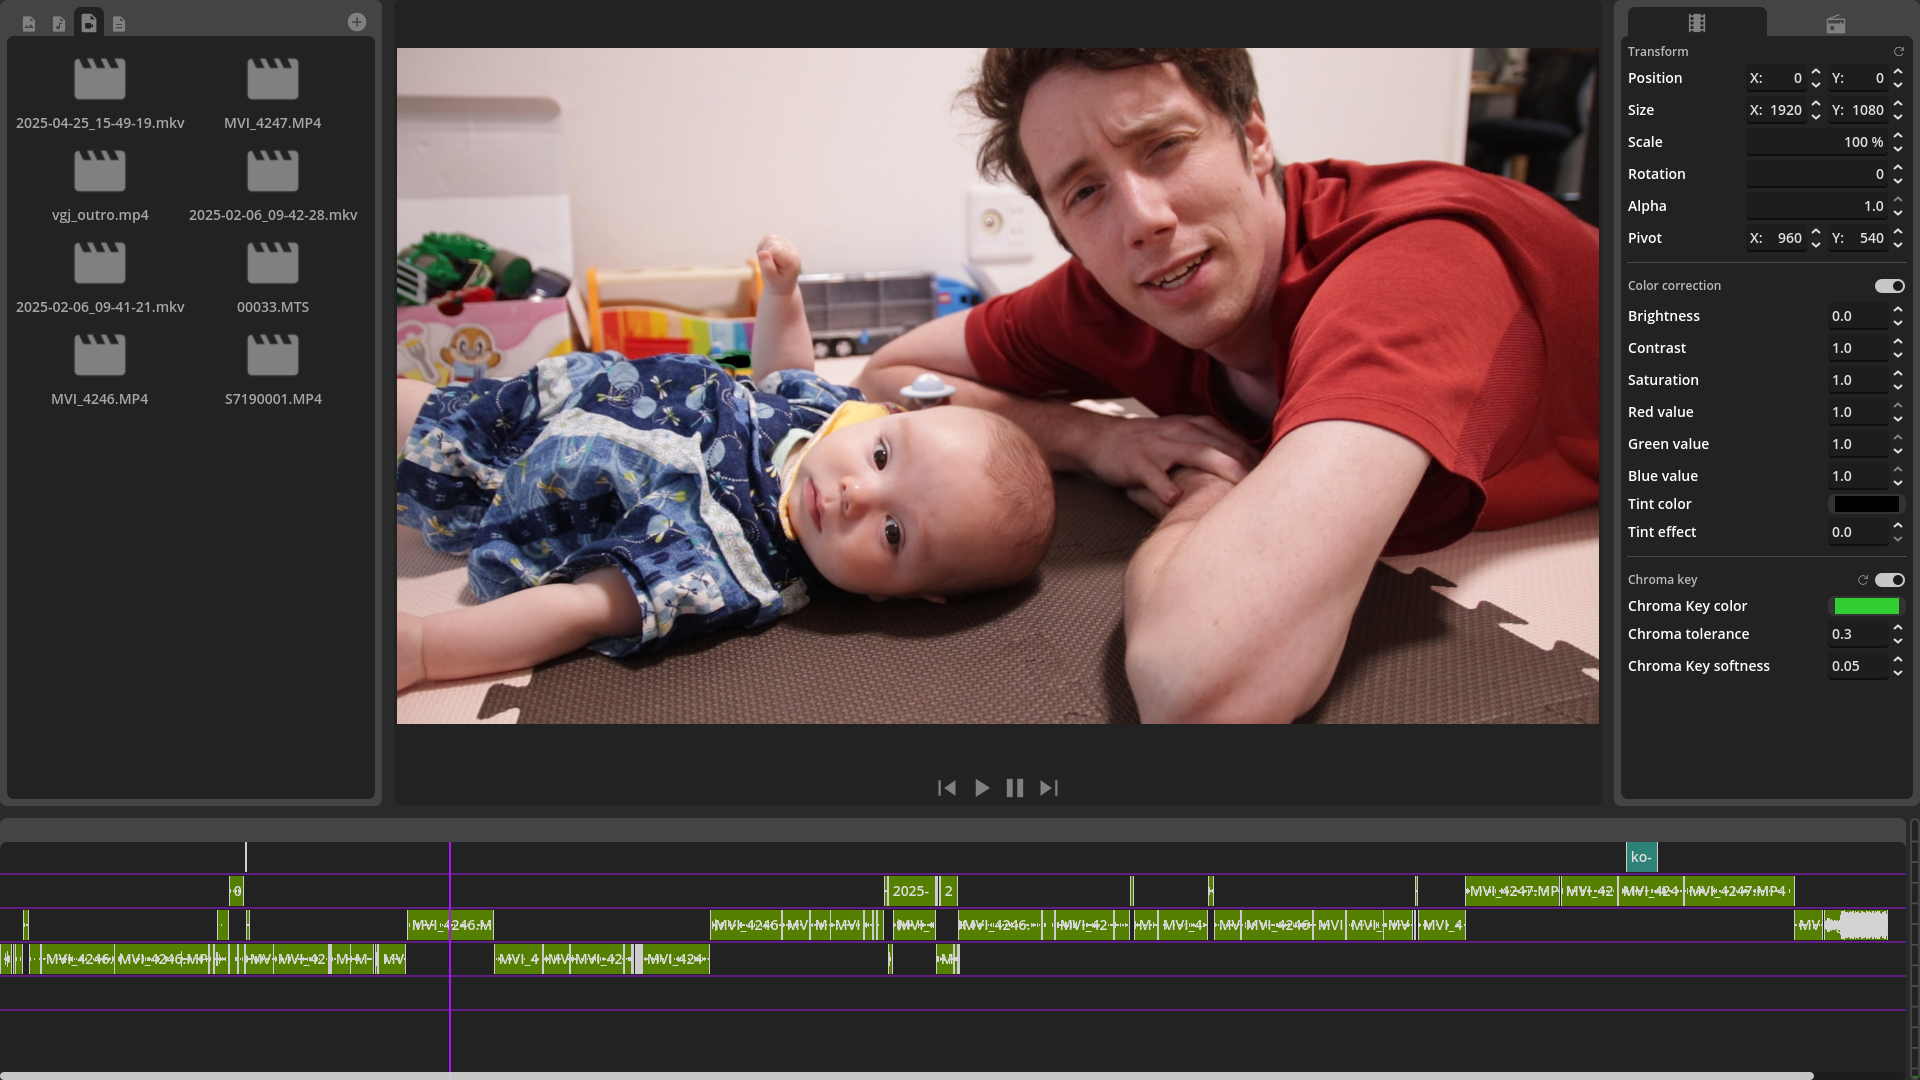 2025-04-25_15-49-19.mkv
MVI_4247.MP4
vgj_outro.mp4
2025-02-06_09-42-28.mkv
2025-02-06_09-41-21.mkv
00033.MTS
MVI_4246.MP4
S7190001.MP4
Transform
Position X: 0 Y: 0
Size X: 1920 Y: 1080
Scale 100 %
Rotation 0
Alpha 1.0
Pivot X: 960 Y: 540
Color correction
Brightness 0.0
Contrast 1.0
Saturation 1.0
Red value 1.0
Green value 1.0
Blue value 1.0
Tint color
Tint effect 0.0
Chroma key
Chroma Key color
Chroma tolerance 0.3
Chroma Key softness 0.05
ko-
0 2025- 2 MVI_4247.MP MVI_42 MVI_424 MVI_4247.MP4
MVI_4246.M MVI_4246 MV M MVI MVI_ MVI_4246. MVI_42 M MVI_4 MV MVI_4246 MVI MVI_ MV MVI_4 MV
MVI_4246. MVI_4246.MP MV MVI_42 M M MV MVI_4 MV MVI_42 MVI_424 M